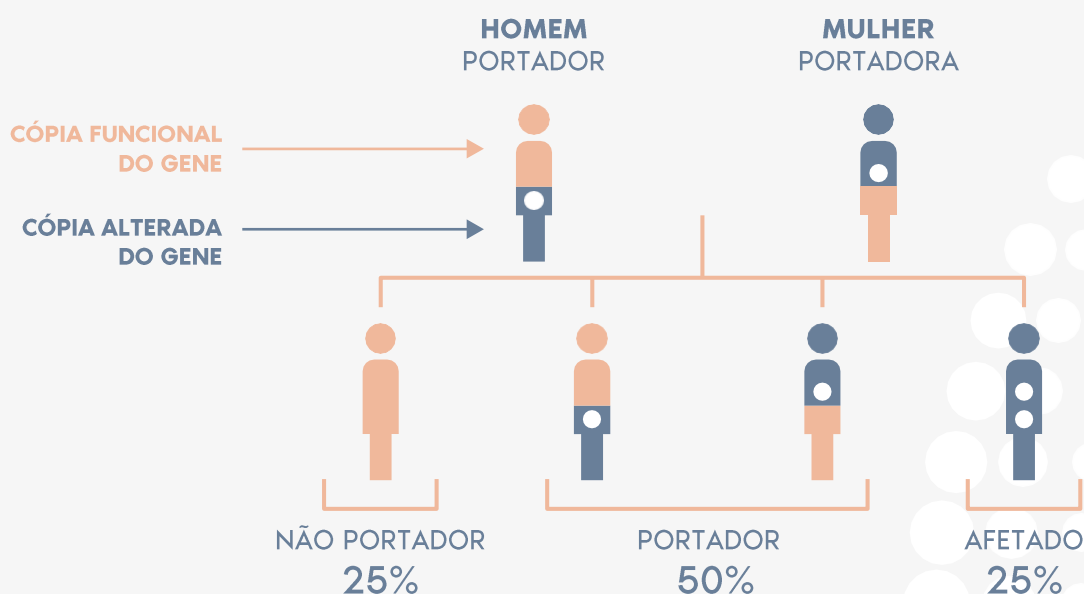 HOMEM
PORTADOR
MULHER
PORTADORA
CÓPIA FUNCIONAL
DO GENE
CÓPIA ALTERADA
DO GENE
NÃO PORTADOR
25%
PORTADOR
50%
AFETADO
25%